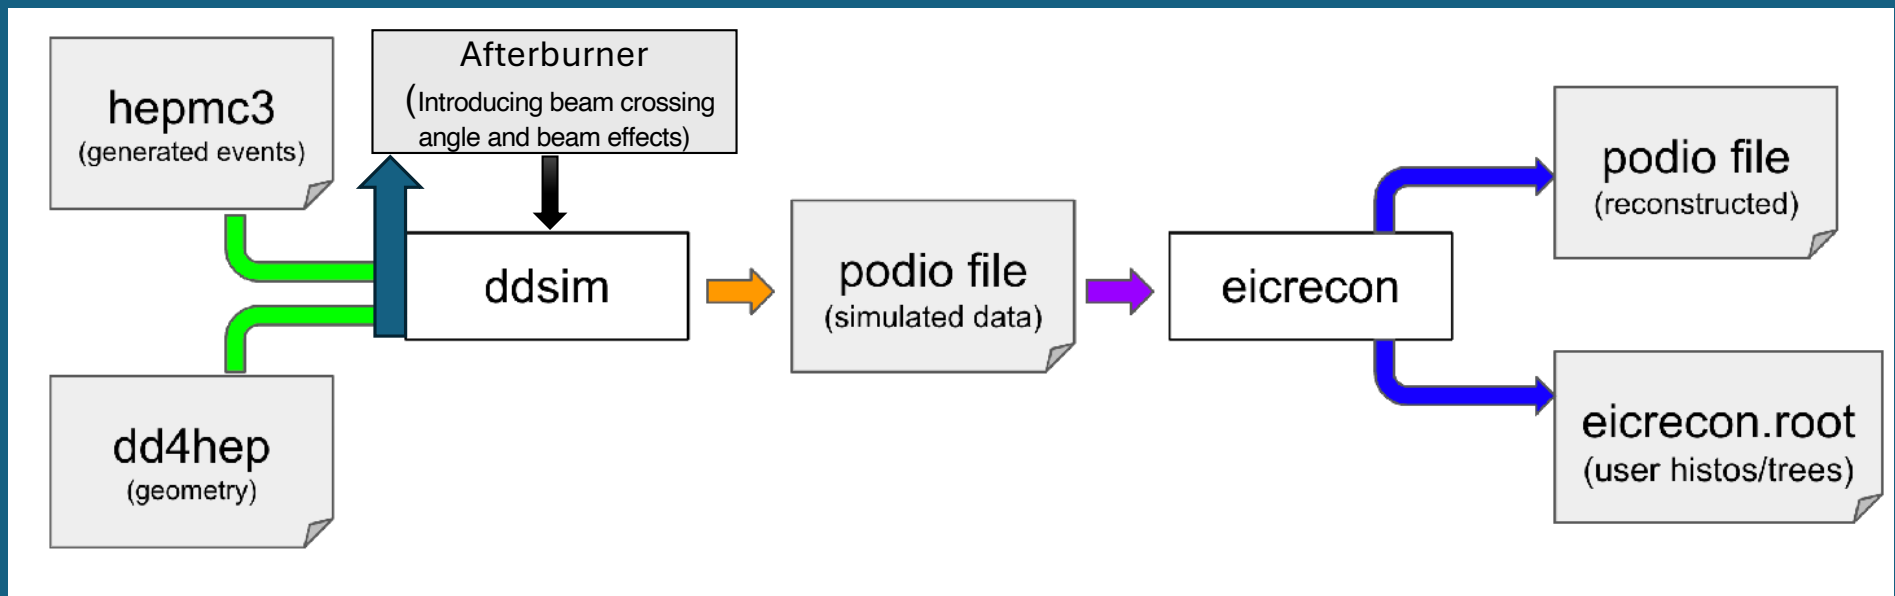 hepmc3
(generated events)
Afterburner
(Introducing beam crossing
angle and beam effects)
dd4hep
(geometry)
ddsim
podio file
(simulated data)
eicrecon
podio file
(reconstructed)
eicrecon.root
(user histos/trees)